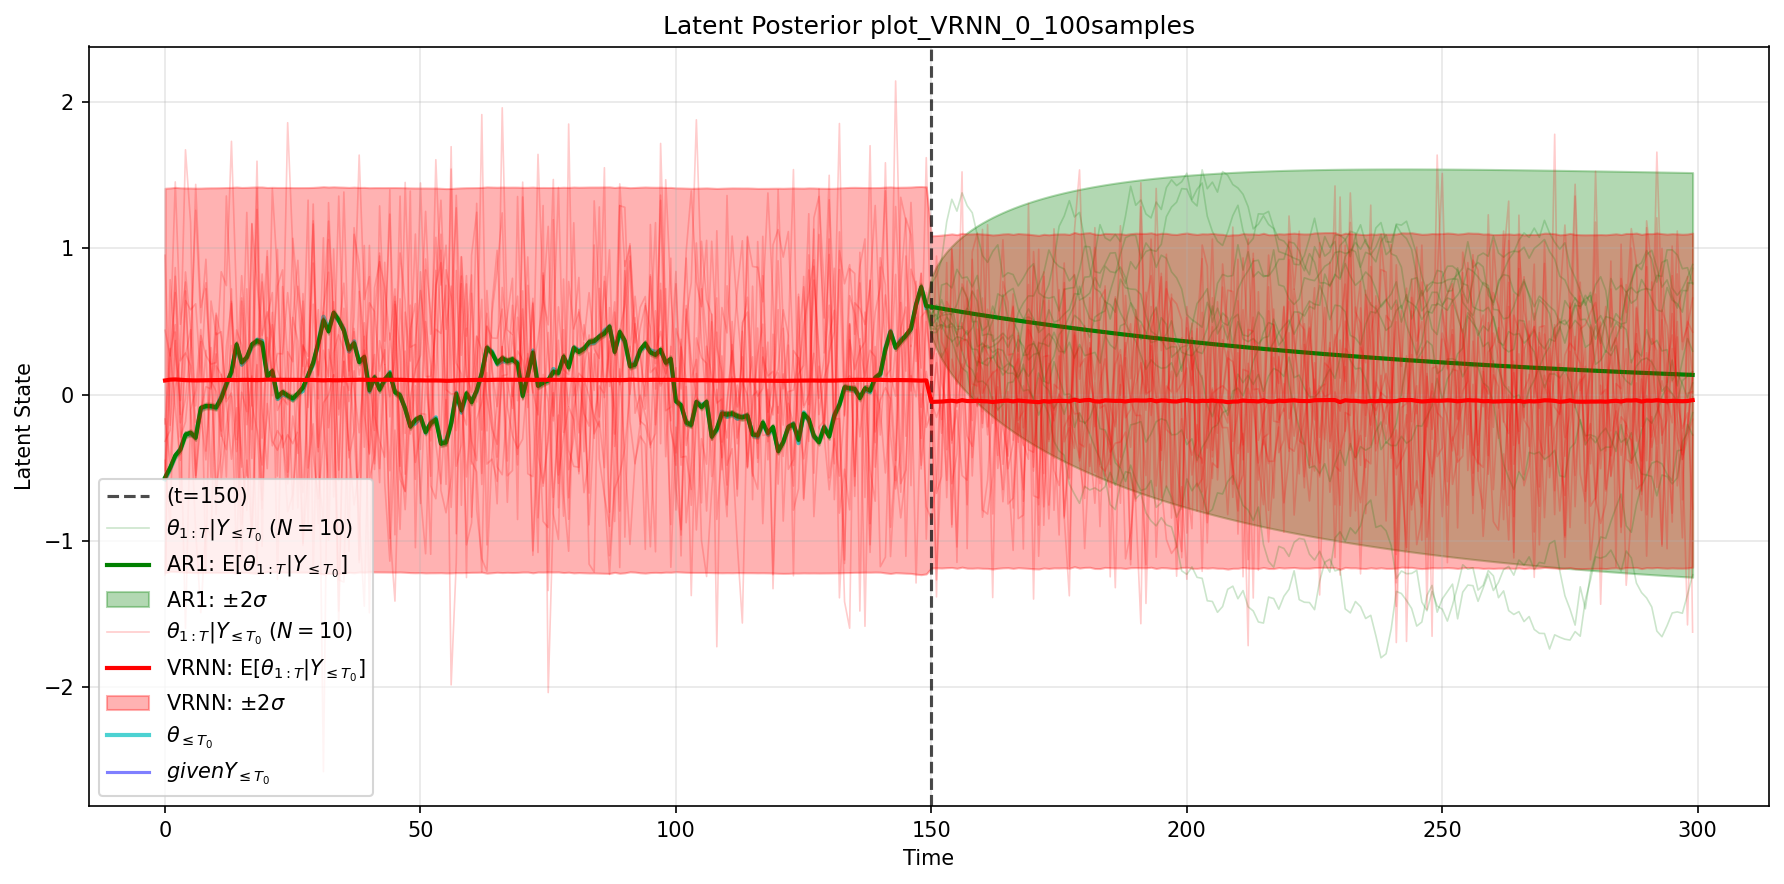 Latent Posterior plot_VRNN_0_100samples
Latent State
2
1
0
−1
−2
(t=150)
θ₁:T|Y≤T₀ (N = 10)
AR1: E[θ₁:T|Y≤T₀]
AR1: ±2σ
θ₁:T|Y≤T₀ (N = 10)
VRNN: E[θ₁:T|Y≤T₀]
VRNN: ±2σ
θ≤T₀
givenY≤T₀
0 50 100 150 200 250 300
Time